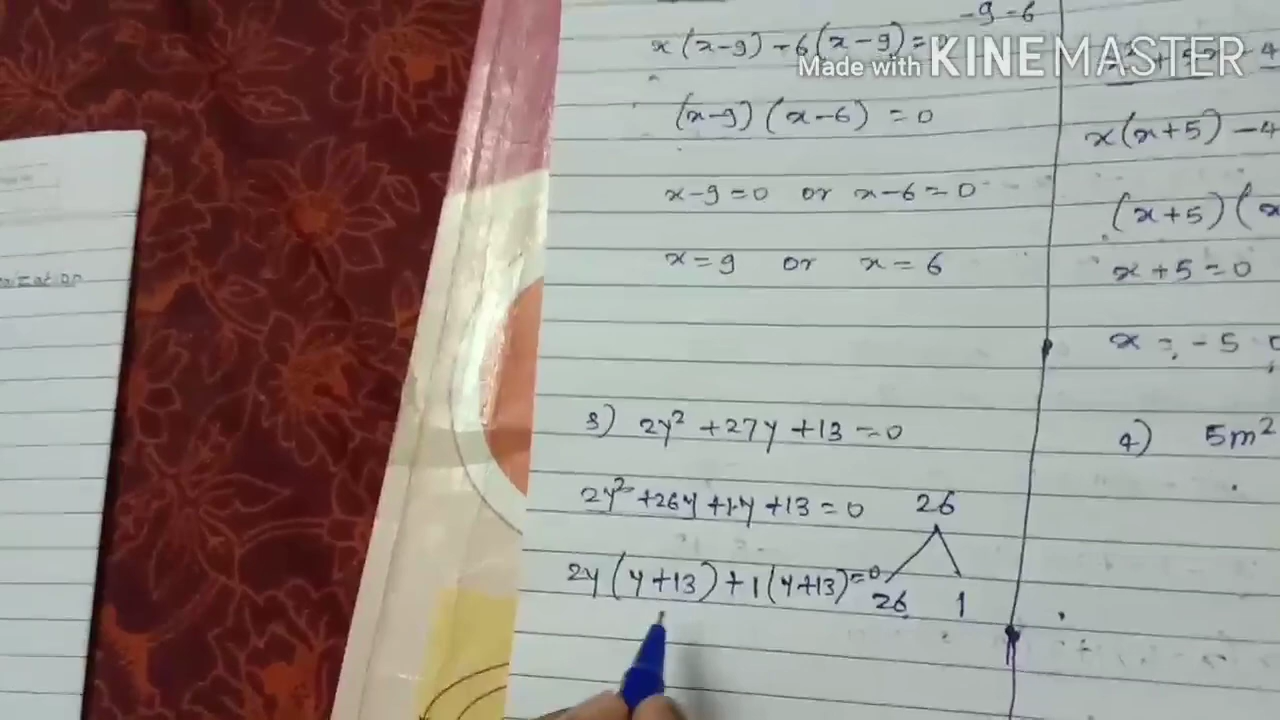 -9 -6
x(x-9) -6(x-9)=
Made with KINEMASTER
(x-9) (x-6) = 0
x-9=0 or x-6=0
x=9 or x=6
3) 2y² +27y +13 =0
2y² +26y +1y +13 = 0
26
2y(y+13) +1(y+13)=0
26 1
x(x+5) -4
(x+5)(x
x+5=0
x = -5
4) 5m²